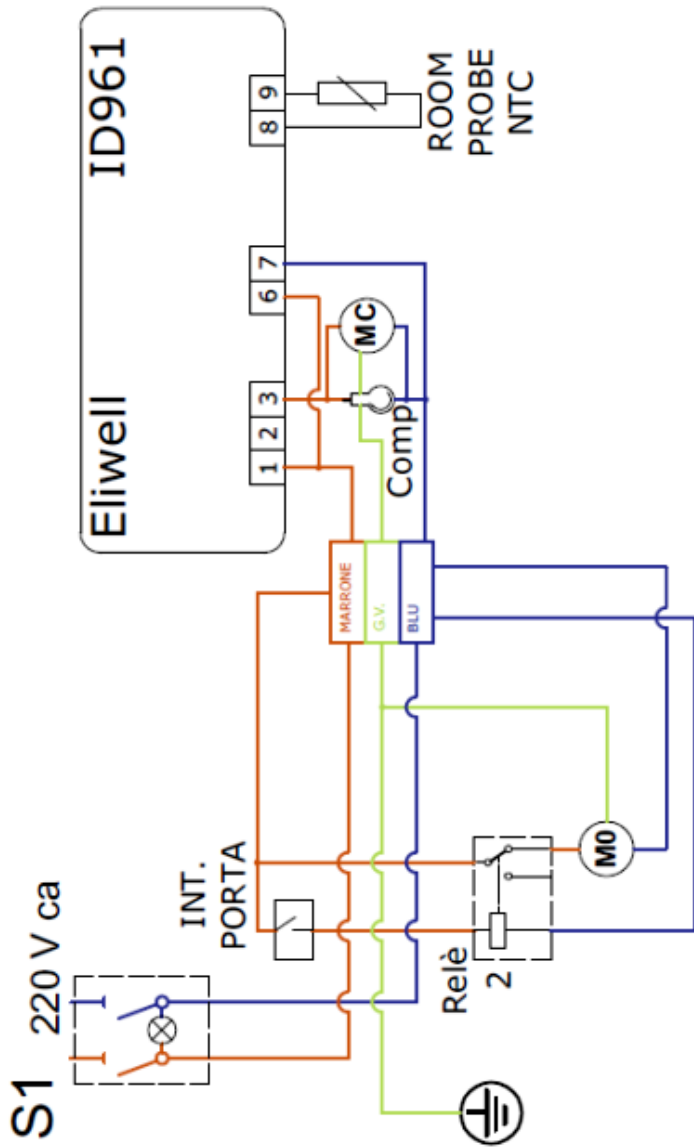 S1
220 V ca
INT.
PORTA
Relè
2
M0
MARRONE
G.V.
BLU
Eliwell
ID961
1
2
3
6
7
8
9
Comp
MC
ROOM
PROBE
NTC